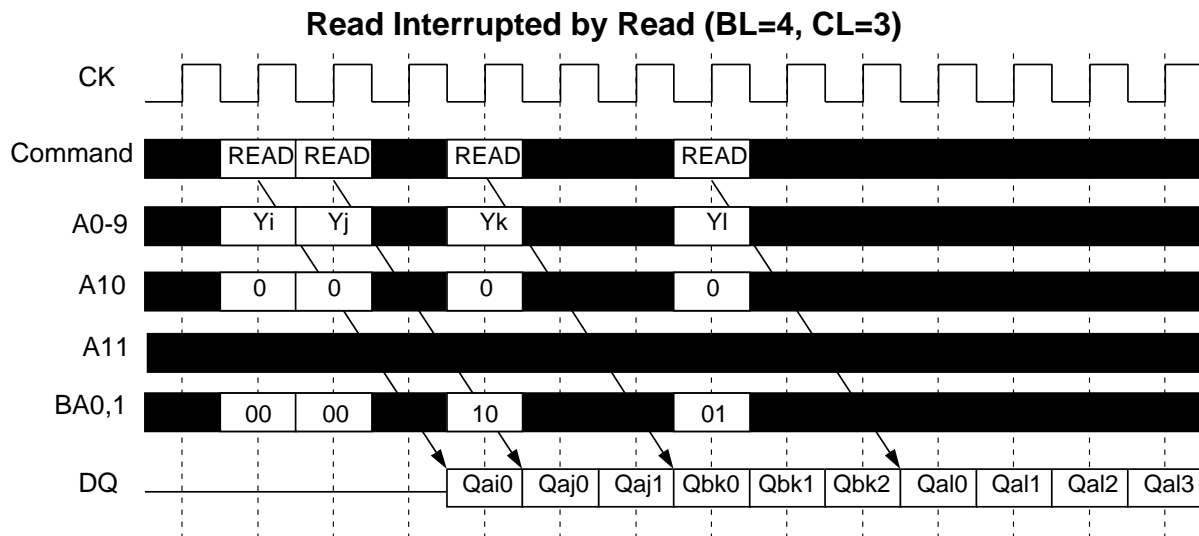 Read Interrupted by Read (BL=4, CL=3)
CK
Command READ READ READ READ
A0-9 Yi Yj Yk Yl
A10 0 0 0 0
A11
BA0,1 00 00 10 01
DQ Qai0 Qaj0 Qaj1 Qbk0 Qbk1 Qbk2 Qal0 Qal1 Qal2 Qal3